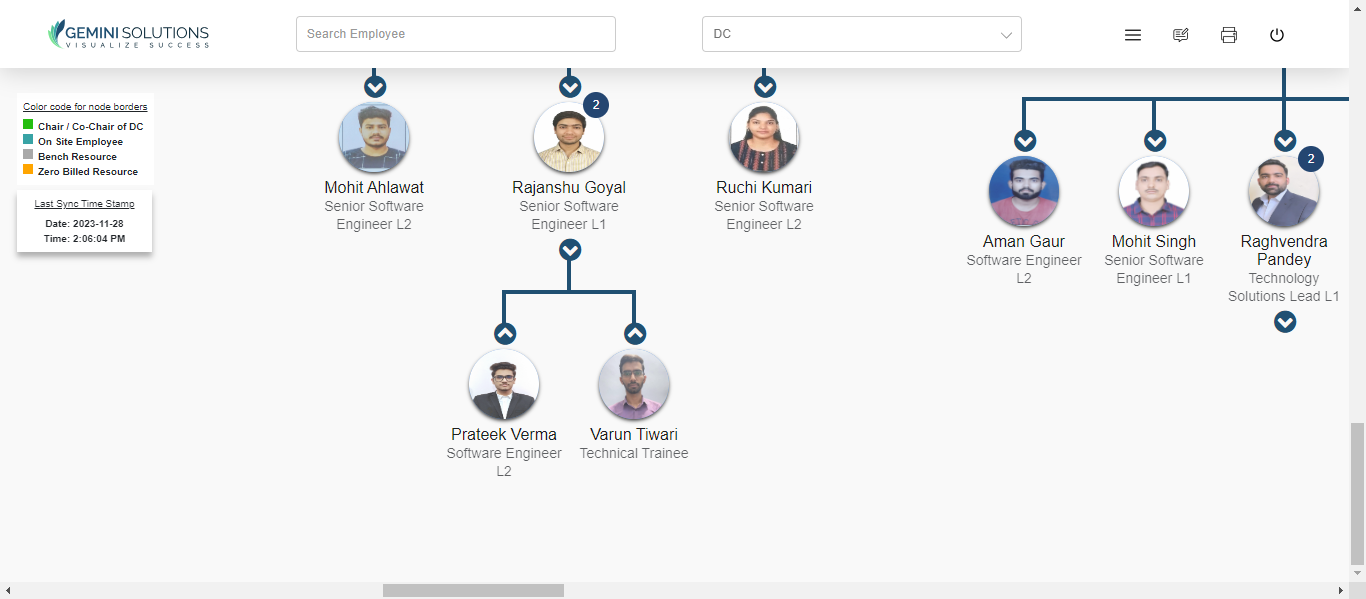 GEMINI SOLUTIONS
VISUALIZE SUCCESS
Search Employee
DC
Color code for node borders
Chair / Co-Chair of DC
On Site Employee
Bench Resource
Zero Billed Resource
Last Sync Time Stamp
Date: 2023-11-28
Time: 2:06:04 PM
Mohit Ahlawat
Senior Software
Engineer L2
2
Rajanshu Goyal
Senior Software
Engineer L1
Ruchi Kumari
Senior Software
Engineer L2
Aman Gaur
Software Engineer
L2
Mohit Singh
Senior Software
Engineer L1
2
Raghvendra
Pandey
Technology
Solutions Lead L1
Prateek Verma
Software Engineer
L2
Varun Tiwari
Technical Trainee